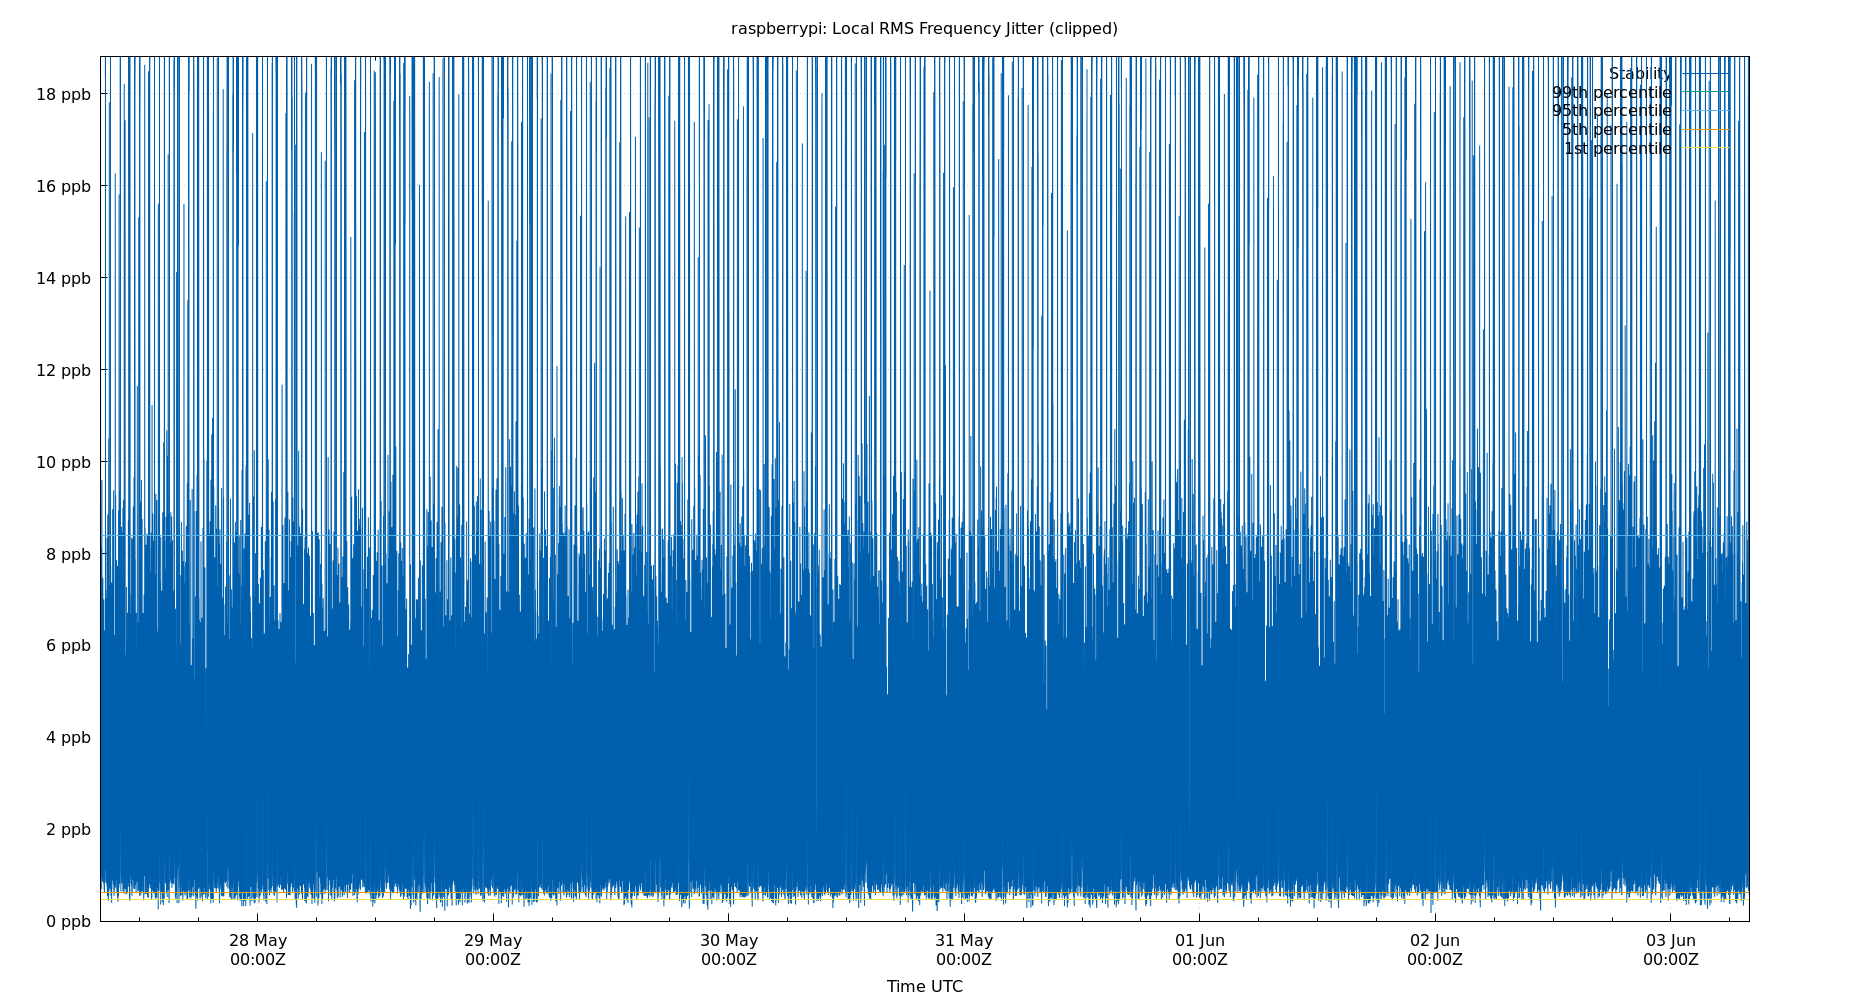 raspberrypi: Local RMS Frequency Jitter (clipped)
Stability
99th percentile
95th percentile
5th percentile
1st percentile
18 ppb
16 ppb
14 ppb
12 ppb
10 ppb
8 ppb
6 ppb
4 ppb
2 ppb
0 ppb
28 May 29 May 30 May 31 May 01 Jun 02 Jun 03 Jun
00:00Z 00:00Z 00:00Z 00:00Z 00:00Z 00:00Z 00:00Z
Time UTC